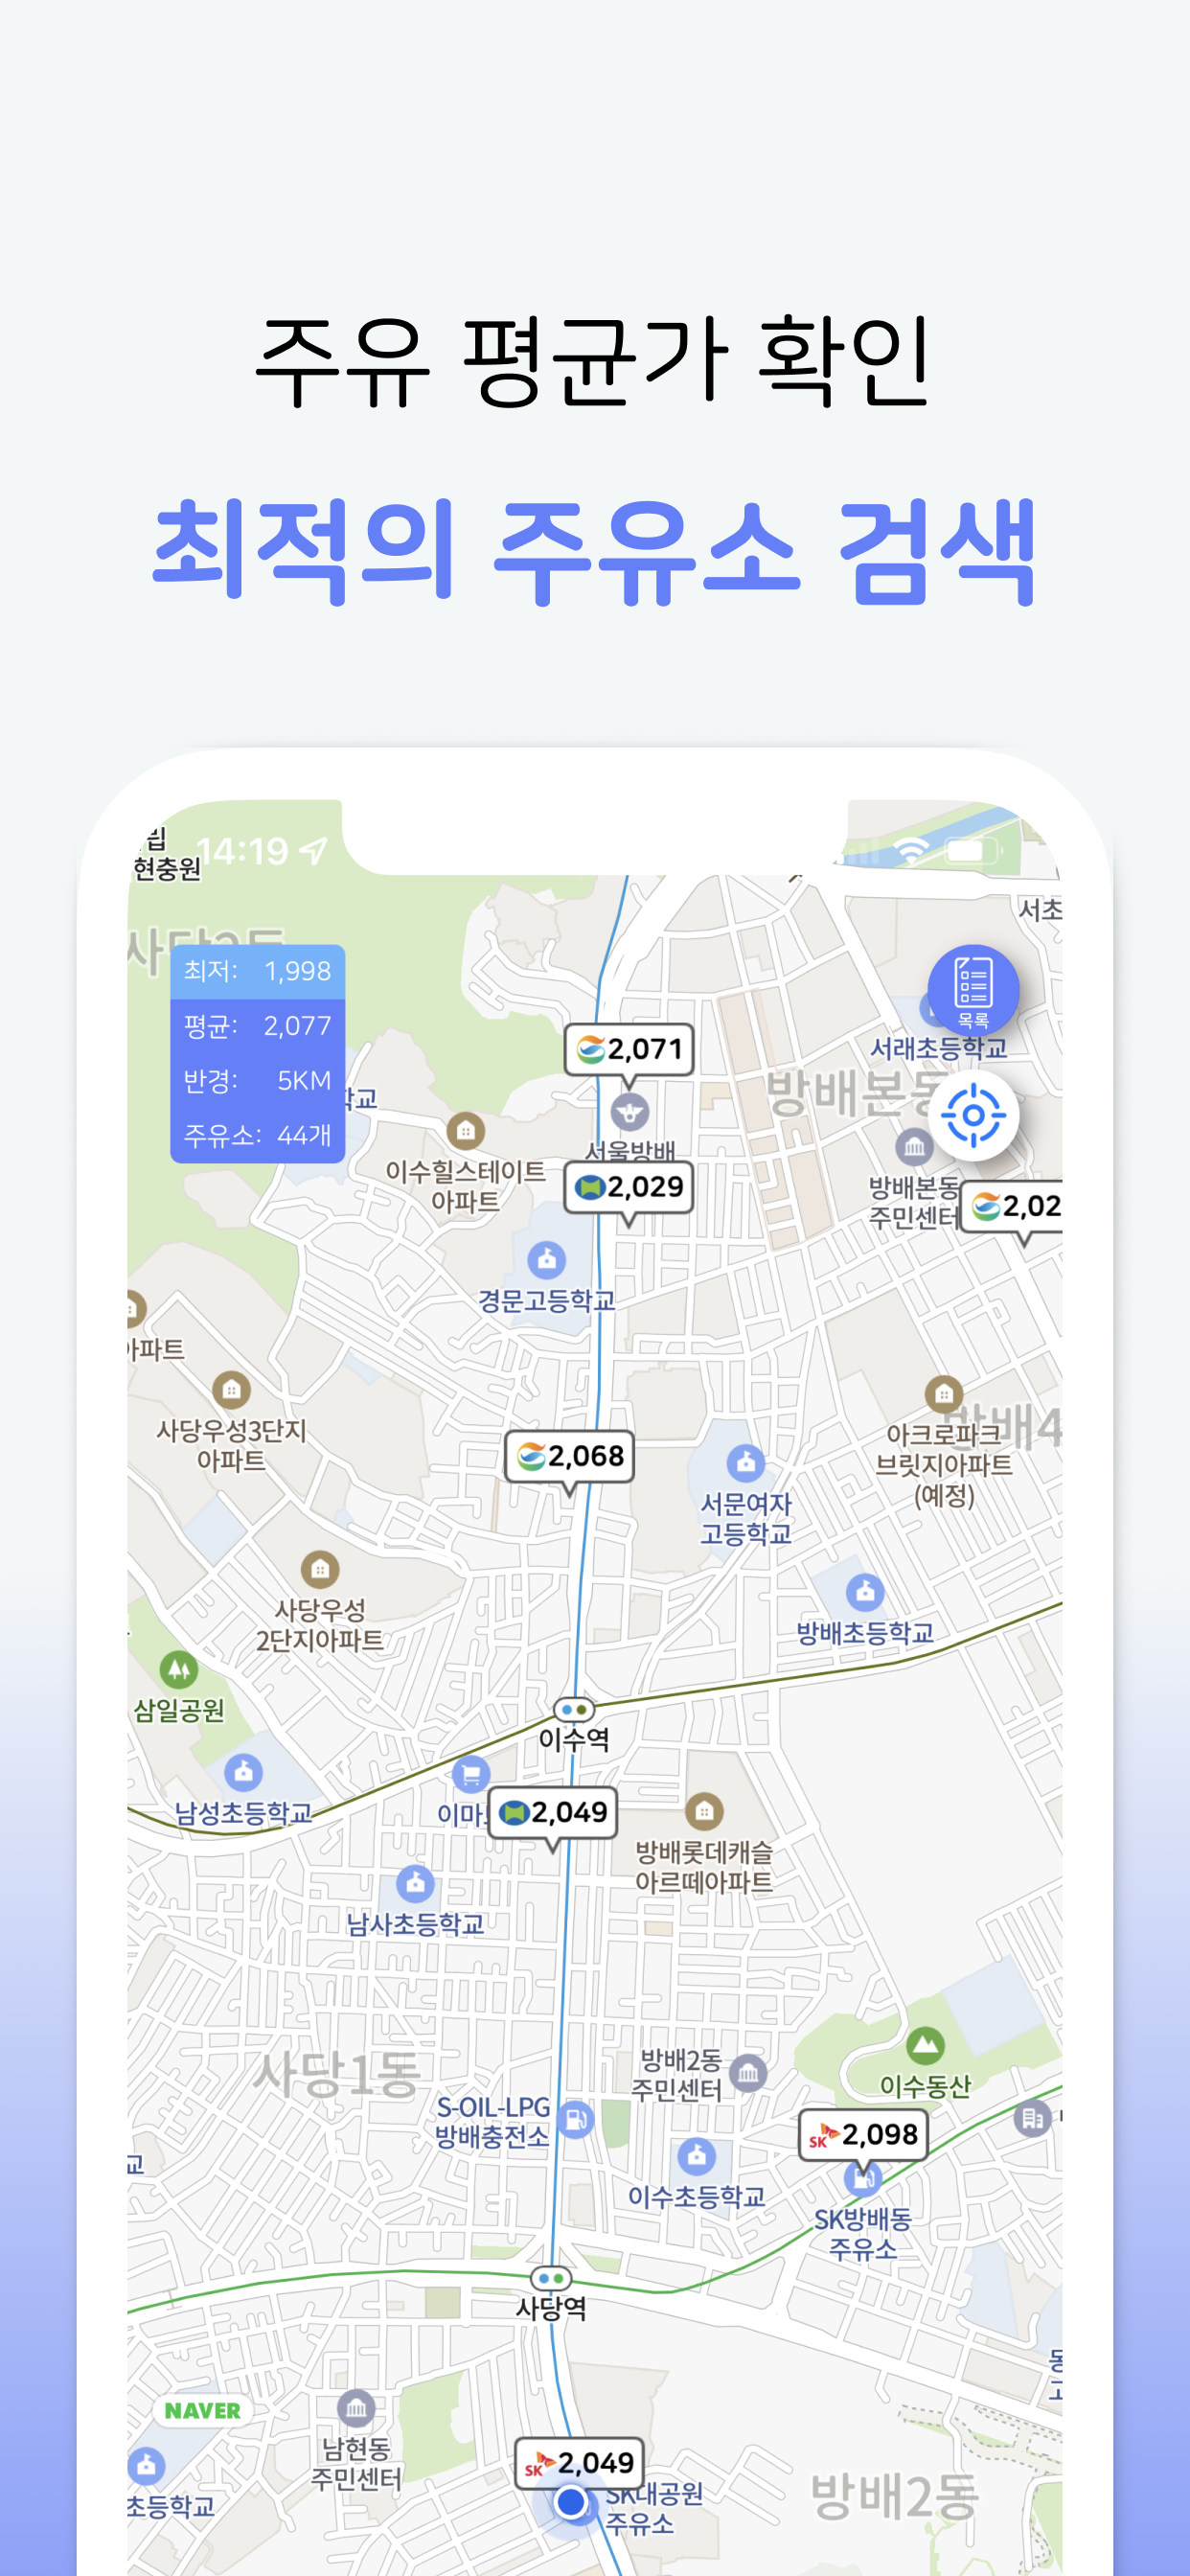 주유 평균가 확인
최적의 주유소 검색
14:19
현충원
서초
최저: 1,998
평균: 2,077
반경: 5KM
주유소: 44개
목록
서래초등학교
2,071
방배본동
서울방배
이수힐스테이트
아파트
2,029
방배본동
주민센터
2,02
경문고등학교
아파트
사당우성3단지
아파트
방배4
아크로파크
브릿지아파트
(예정)
2,068
서문여자
고등학교
사당우성
2단지아파트
방배초등학교
삼일공원
이수역
남성초등학교
이마
2,049
방배롯데캐슬
아르떼아파트
남사초등학교
사당1동
방배2동
주민센터
이수동산
S-OIL-LPG
방배충전소
SK 2,098
이수초등학교
SK방배동
주유소
사당역
NAVER
남현동
주민센터
SK 2,049
초등학교
SK대공원
주유소
방배2동